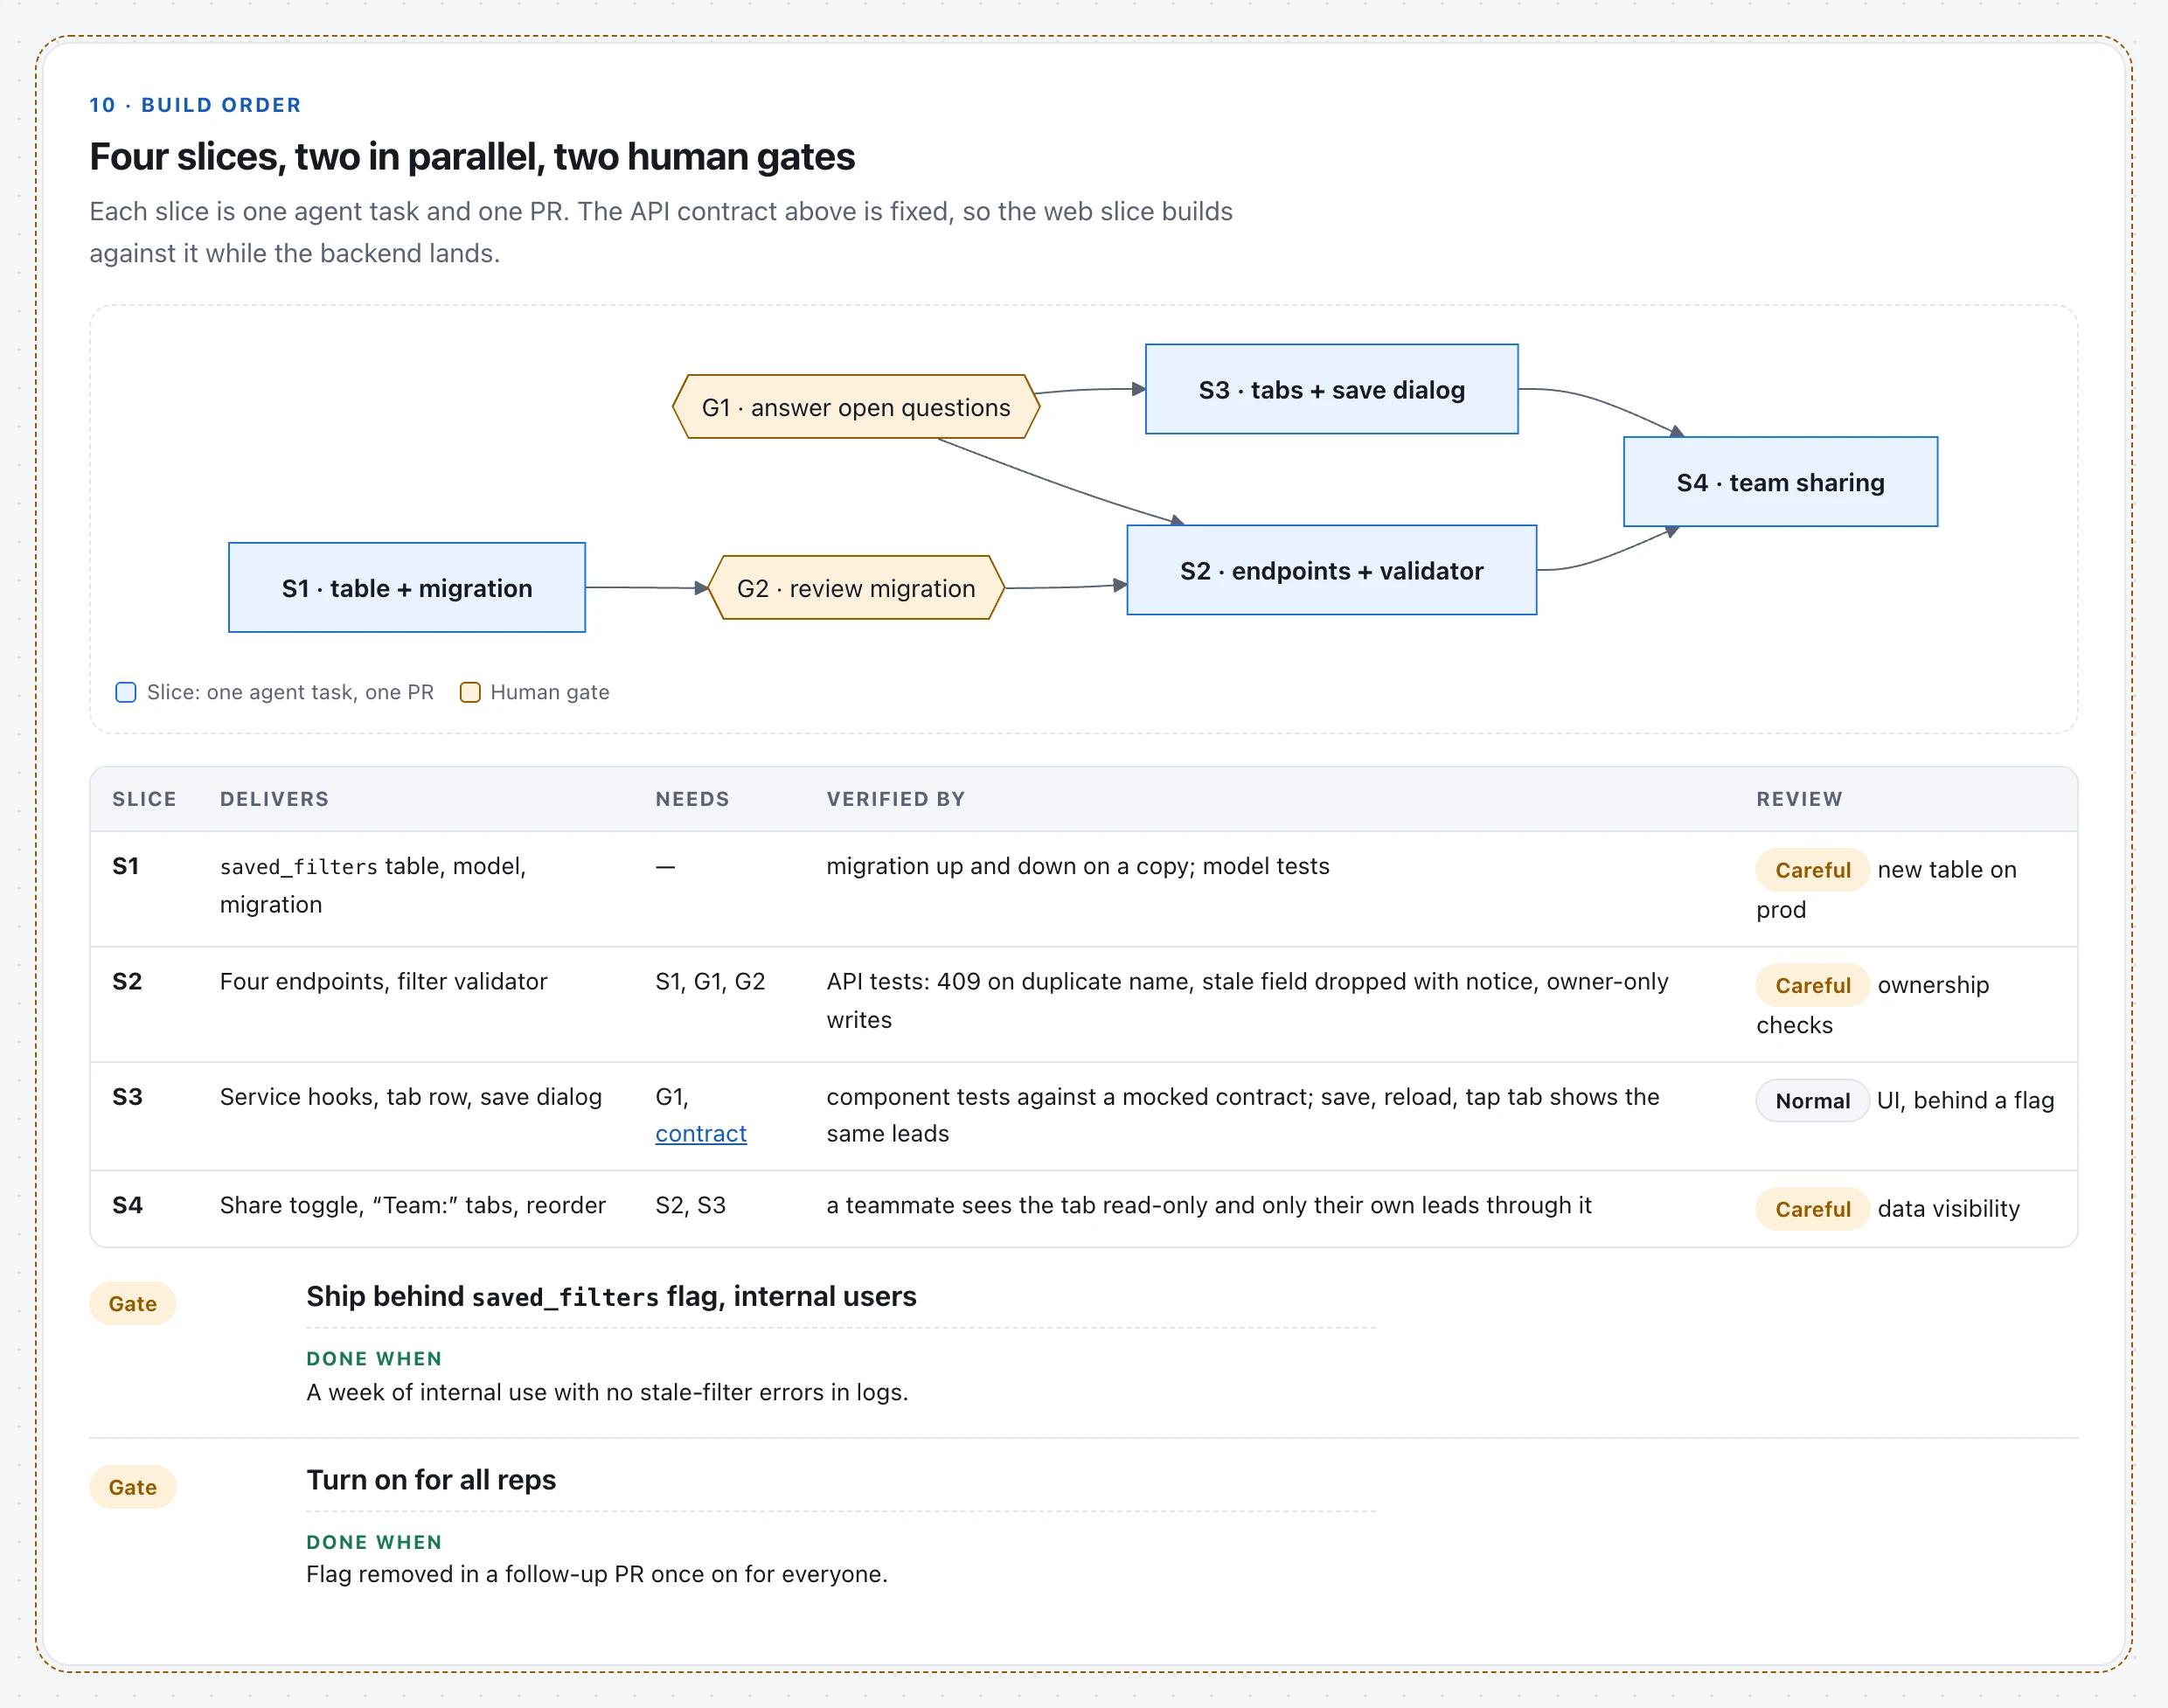 10 · BUILD ORDER
Four slices, two in parallel, two human gates
Each slice is one agent task and one PR. The API contract above is fixed, so the web slice builds
against it while the backend lands.
G1 · answer open questions
S3 · tabs + save dialog
S4 · team sharing
S1 · table + migration
G2 · review migration
S2 · endpoints + validator
Slice: one agent task, one PR
Human gate
SLICE DELIVERS NEEDS VERIFIED BY REVIEW
S1 saved_filters table, model, — migration up and down on a copy; model tests Careful new table on
migration prod
S2 Four endpoints, filter validator S1, G1, G2 API tests: 409 on duplicate name, stale field dropped with notice, owner-only Careful ownership
writes checks
S3 Service hooks, tab row, save dialog G1, component tests against a mocked contract; save, reload, tap tab shows the Normal UI, behind a flag
contract same leads
S4 Share toggle, “Team:” tabs, reorder S2, S3 a teammate sees the tab read-only and only their own leads through it Careful data visibility
Gate Ship behind saved_filters flag, internal users
DONE WHEN
A week of internal use with no stale-filter errors in logs.
Gate Turn on for all reps
DONE WHEN
Flag removed in a follow-up PR once on for everyone.